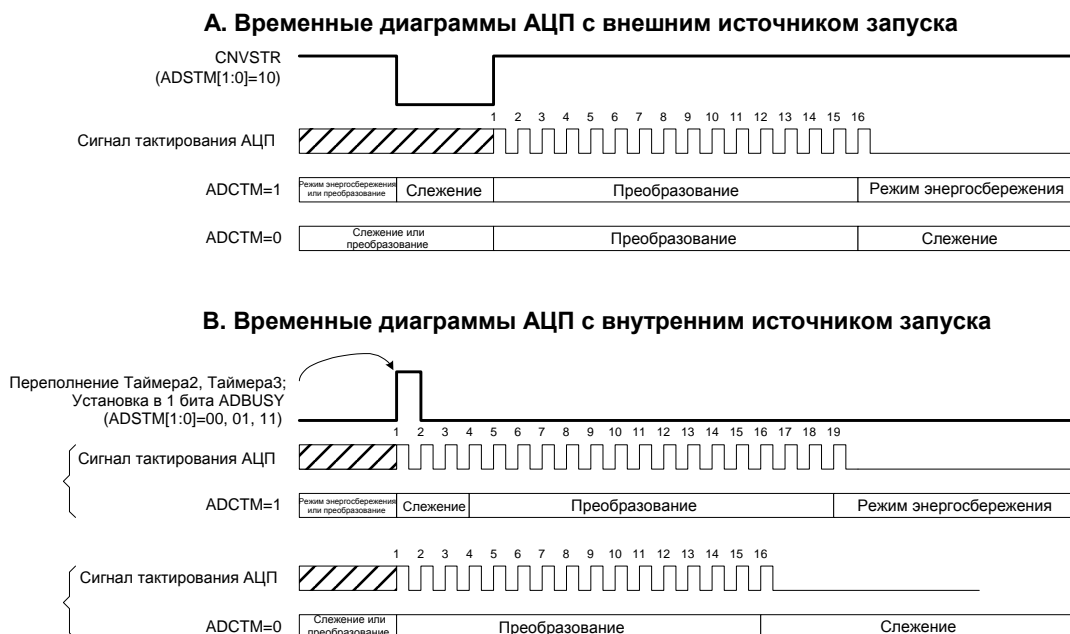 А. Временные диаграммы АЦП с внешним источником запуска
CNVSTR
(ADSTM[1:0]=10)
1 2 3 4 5 6 7 8 9 10 11 12 13 14 15 16
Сигнал тактирования АЦП
ADCTM=1
Режим энергосбережения
или преобразование
Слежение
Преобразование
Режим энергосбережения
ADCTM=0
Слежение или
преобразование
Преобразование
Слежение
В. Временные диаграммы АЦП с внутренним источником запуска
Переполнение Таймера2, Таймера3;
Установка в 1 бита ADBUSY
(ADSTM[1:0]=00, 01, 11)
1 2 3 4 5 6 7 8 9 10 11 12 13 14 15 16 17 18 19
Сигнал тактирования АЦП
ADCTM=1
Режим энергосбережения
или преобразование
Слежение
Преобразование
Режим энергосбережения
1 2 3 4 5 6 7 8 9 10 11 12 13 14 15 16
Сигнал тактирования АЦП
ADCTM=0
Слежение или
преобразование
Преобразование
Слежение